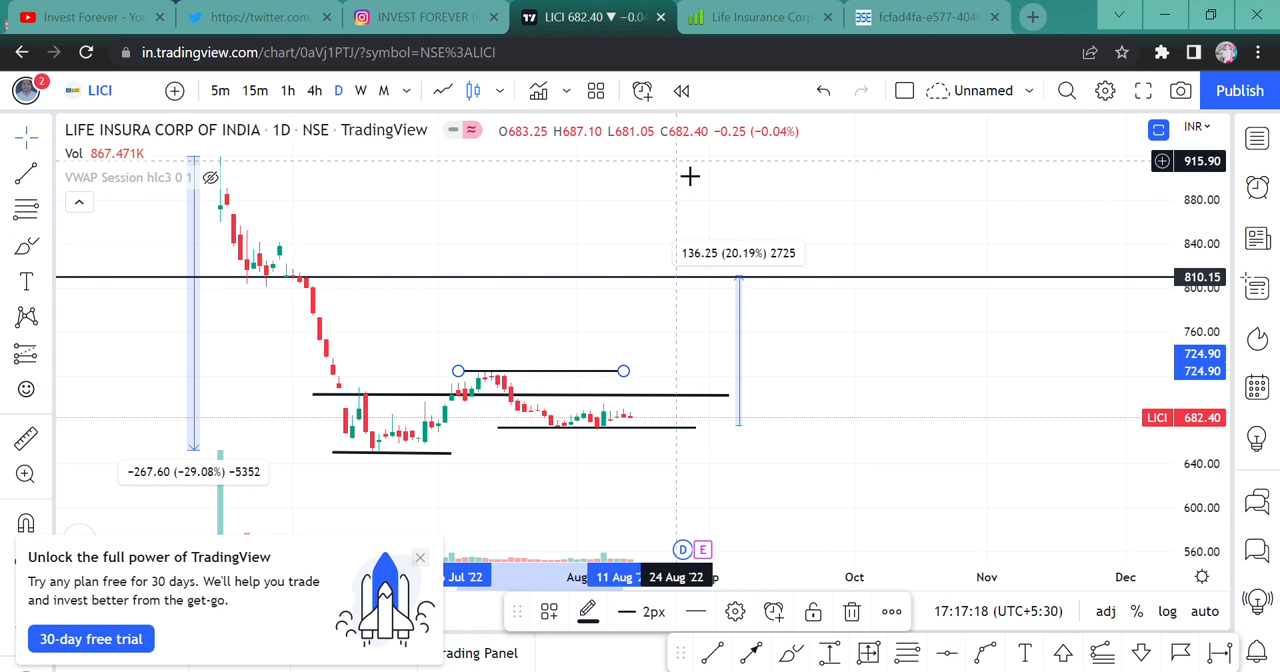 Invest Forever - Yo
https://twitter.com/
INVEST FOREVER (
LICI 682.40 ▼ −0.04
Life Insurance Corp
fcfad4fa-e577-404
in.tradingview.com/chart/0aVj1PTJ/?symbol=NSE%3ALICI
2
LICI
5m 15m 1h 4h D W M
Unnamed
Publish
LIFE INSURA CORP OF INDIA · 1D · NSE · TradingView
O683.25 H687.10 L681.05 C682.40 −0.25 (−0.04%)
INR
Vol 867.471K
VWAP Session hlc3 0 1
915.90
880.00
840.00
136.25 (20.19%) 2725
810.15
800.00
760.00
724.90
724.90
LICI 682.40
640.00
−267.60 (−29.08%) −5352
600.00
560.00
D E
Jul '22 Aug 11 Aug '2 24 Aug '22 Oct Nov Dec
Unlock the full power of TradingView
Try any plan free for 30 days. We'll help you trade
and invest better from the get-go.
30-day free trial
2px
17:17:18 (UTC+5:30) adj % log auto
rading Panel
T